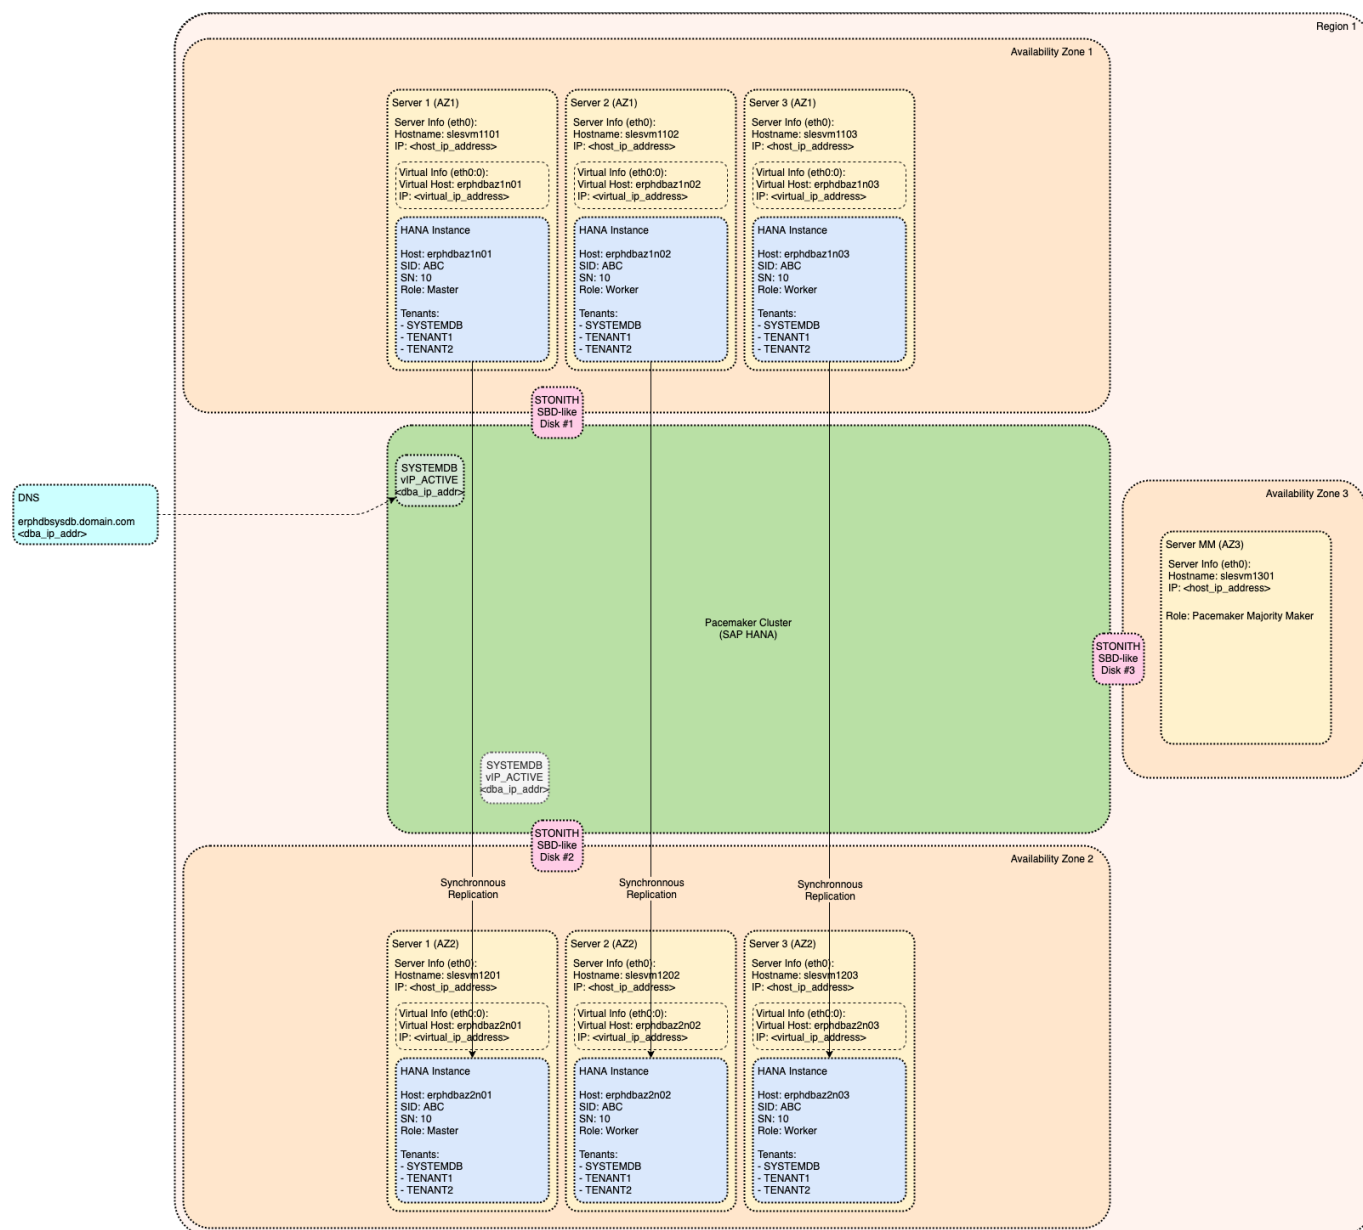 Region 1
Availability Zone 1
Server 1 (AZ1)
Server Info (eth0):
Hostname: slesvm1101
IP: <host_ip_address>
Virtual Info (eth0:0):
Virtual Host: erphdbaz1n01
IP: <virtual_ip_address>
HANA Instance
Host: erphdbaz1n01
SID: ABC
SN: 10
Role: Master
Tenants:
- SYSTEMDB
- TENANT1
- TENANT2
Server 2 (AZ1)
Server Info (eth0):
Hostname: slesvm1102
IP: <host_ip_address>
Virtual Info (eth0:0):
Virtual Host: erphdbaz1n02
IP: <virtual_ip_address>
HANA Instance
Host: erphdbaz1n02
SID: ABC
SN: 10
Role: Worker
Tenants:
- SYSTEMDB
- TENANT1
- TENANT2
Server 3 (AZ1)
Server Info (eth0):
Hostname: slesvm1103
IP: <host_ip_address>
Virtual Info (eth0:0):
Virtual Host: erphdbaz1n03
IP: <virtual_ip_address>
HANA Instance
Host: erphdbaz1n03
SID: ABC
SN: 10
Role: Worker
Tenants:
- SYSTEMDB
- TENANT1
- TENANT2
STONITH
SBD-like
Disk #1
SYSTEMDB
vIP_ACTIVE
<dba_ip_addr>
DNS
erphdbsysdb.domain.com
<dba_ip_addr>
Pacemaker Cluster
(SAP HANA)
Availability Zone 3
Server MM (AZ3)
Server Info (eth0):
Hostname: slesvm1301
IP: <host_ip_address>
Role: Pacemaker Majority Maker
STONITH
SBD-like
Disk #3
SYSTEMDB
vIP_ACTIVE
<dba_ip_addr>
STONITH
SBD-like
Disk #2
Availability Zone 2
Synchronnous
Replication
Synchronnous
Replication
Synchronnous
Replication
Server 1 (AZ2)
Server Info (eth0):
Hostname: slesvm1201
IP: <host_ip_address>
Virtual Info (eth0:0):
Virtual Host: erphdbaz2n01
IP: <virtual_ip_address>
HANA Instance
Host: erphdbaz2n01
SID: ABC
SN: 10
Role: Master
Tenants:
- SYSTEMDB
- TENANT1
- TENANT2
Server 2 (AZ2)
Server Info (eth0):
Hostname: slesvm1202
IP: <host_ip_address>
Virtual Info (eth0:0):
Virtual Host: erphdbaz2n02
IP: <virtual_ip_address>
HANA Instance
Host: erphdbaz2n02
SID: ABC
SN: 10
Role: Worker
Tenants:
- SYSTEMDB
- TENANT1
- TENANT2
Server 3 (AZ2)
Server Info (eth0):
Hostname: slesvm1203
IP: <host_ip_address>
Virtual Info (eth0:0):
Virtual Host: erphdbaz2n03
IP: <virtual_ip_address>
HANA Instance
Host: erphdbaz2n03
SID: ABC
SN: 10
Role: Worker
Tenants:
- SYSTEMDB
- TENANT1
- TENANT2